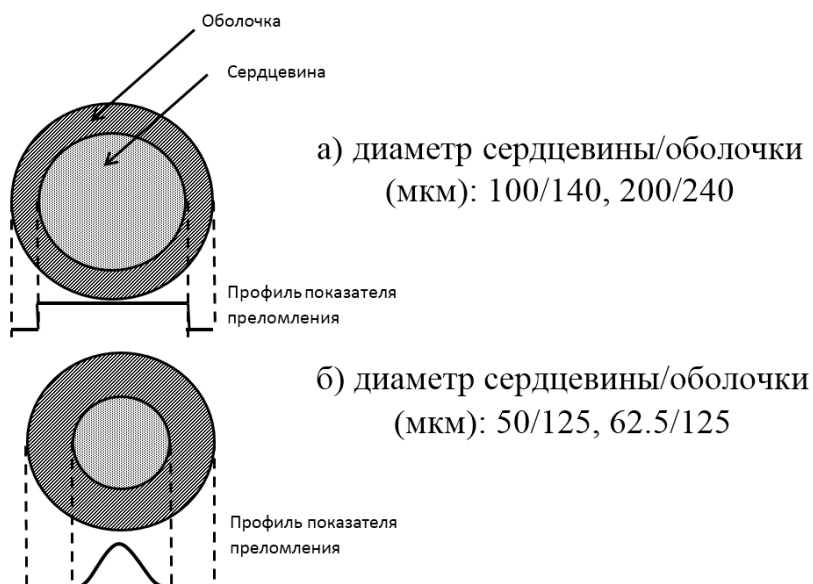 Оболочка
Сердцевина
а) диаметр сердцевины/оболочки
(мкм): 100/140, 200/240
Профиль показателя
преломления
б) диаметр сердцевины/оболочки
(мкм): 50/125, 62.5/125
Профиль показателя
преломления